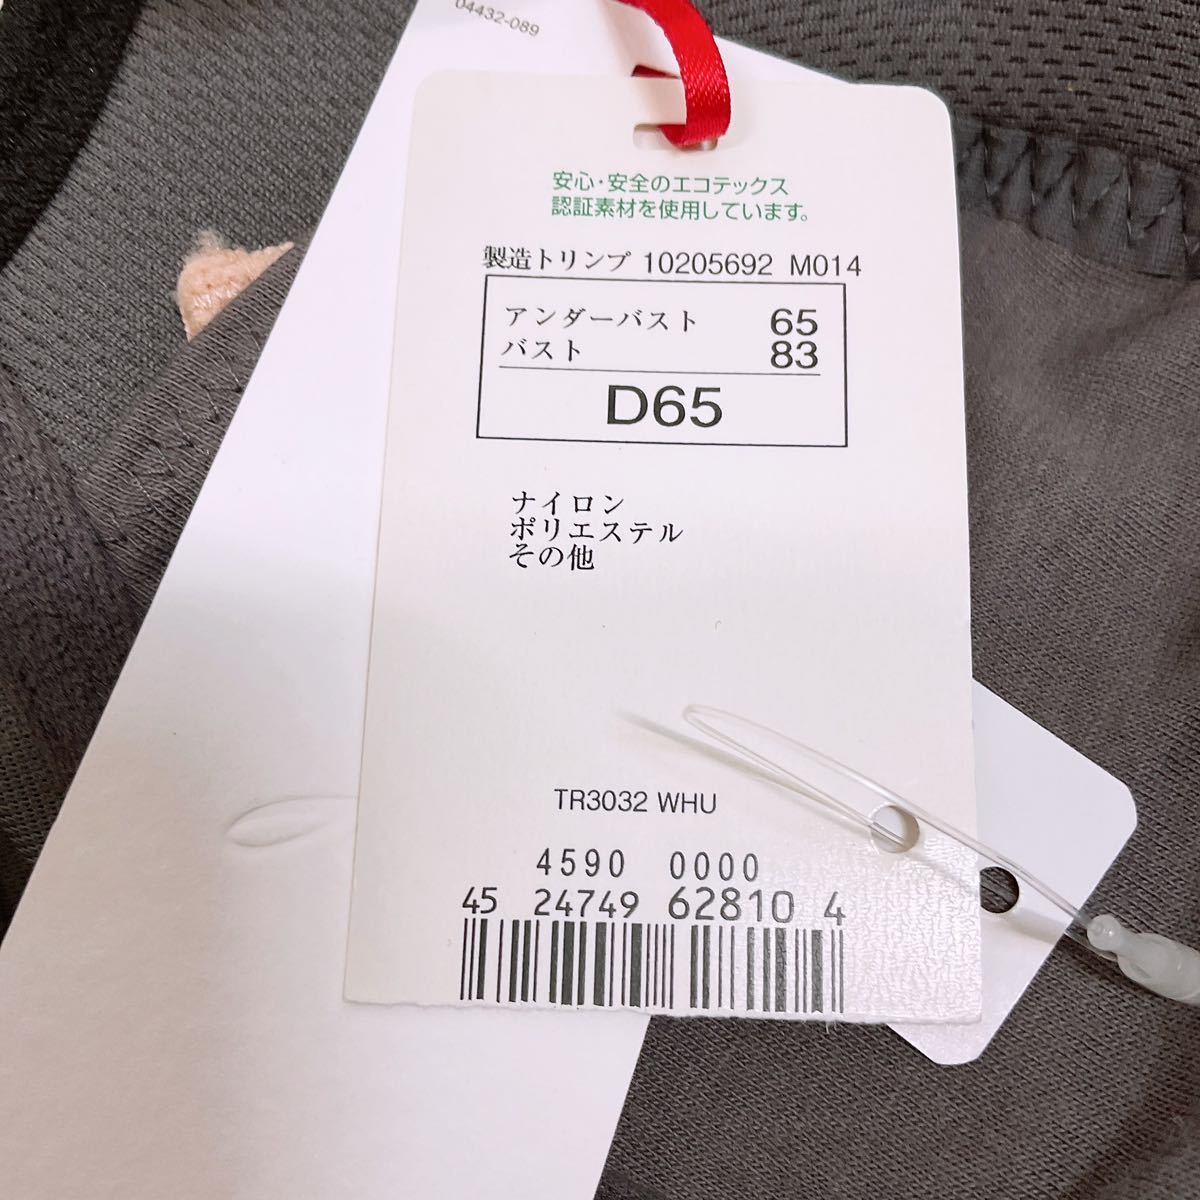 04432-089
安心・安全のエコテックス
認証素材を使用しています。
製造トリンプ 10205692 M014
アンダーバスト 65
バスト 83
D65
ナイロン
ポリエステル
その他
TR3032 WHU
4590 0000
45 24749 62810 4